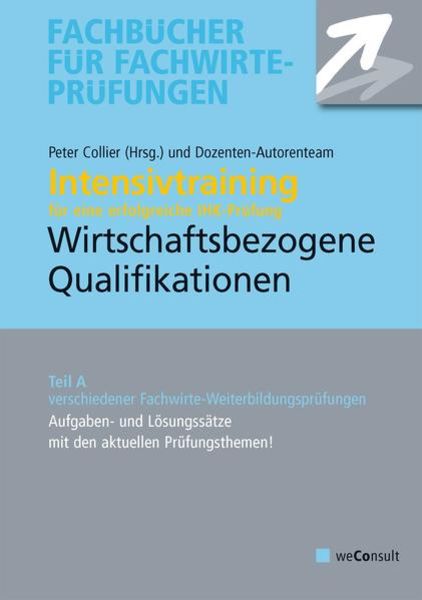 FACHBÜCHER
FÜR FACHWIRTE-
PRÜFUNGEN
Peter Collier (Hrsg.) und Dozenten-Autorenteam
Intensivtraining
für eine erfolgreiche IHK-Prüfung
Wirtschaftsbezogene
Qualifikationen
Teil A
verschiedener Fachwirte-Weiterbildungsprüfungen
Aufgaben- und Lösungssätze
mit den aktuellen Prüfungsthemen!
weConsult